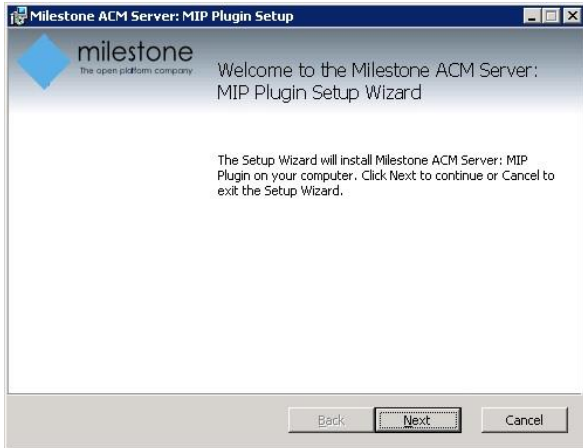 Milestone ACM Server: MIP Plugin Setup
milestone
The open platform company
Welcome to the Milestone ACM Server:
MIP Plugin Setup Wizard
The Setup Wizard will install Milestone ACM Server: MIP
Plugin on your computer. Click Next to continue or Cancel to
exit the Setup Wizard.
Back Next Cancel